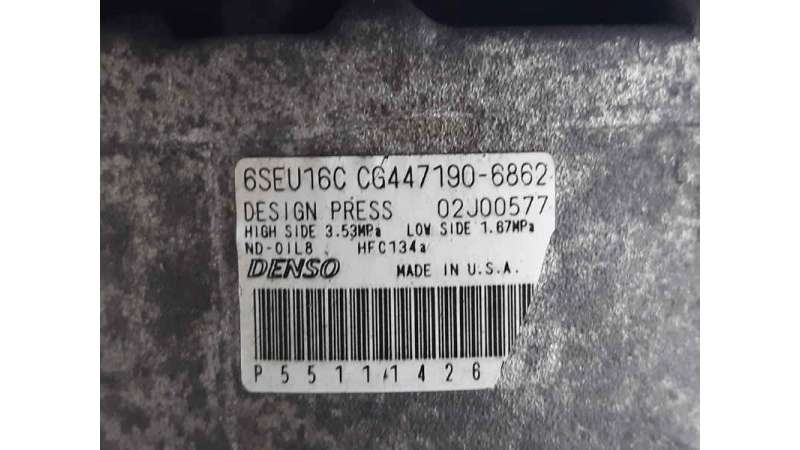 6SEU16C CG447190-6862
DESIGN PRESS 02J00577
HIGH SIDE 3.53MPa LOW SIDE 1.67MPa
ND-OIL8 HFC134a
DENSO MADE IN U.S.A.
P55111426